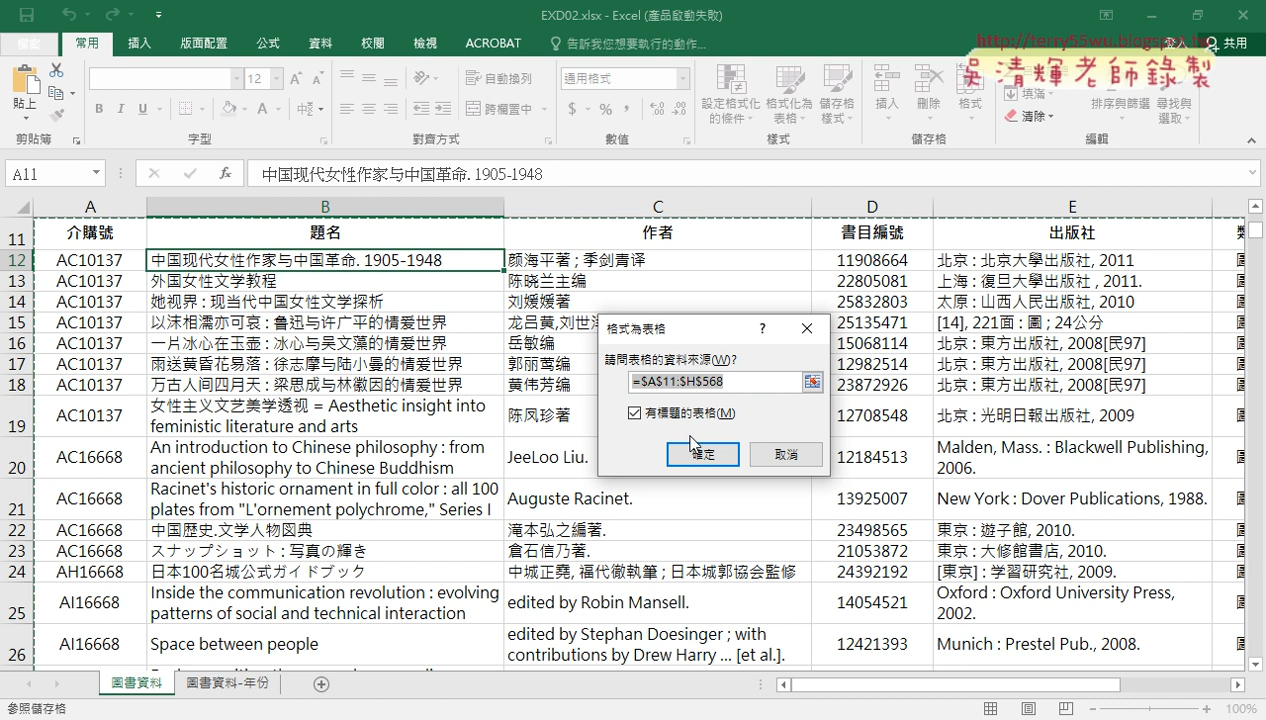 EXD02.xlsx - Excel (產品啟動失敗)
檔案 常用 插入 版面配置 公式 資料 校閱 檢視 ACROBAT 告訴我您想要執行的動作... 登入 共用
http://terry55wu.blogspot.tw
吳清輝老師錄製
貼上 12 自動換列 通用格式 設定格式化的條件 格式化為表格 儲存格樣式 插入 刪除 格式 填滿 清除 排序與篩選 尋找與選取
B I U A 中 跨欄置中 $ % ,
剪貼簿 字型 對齊方式 數值 樣式 儲存格 編輯
A11 fx 中国现代女性作家与中国革命. 1905-1948
A B C D E
11 介購號 題名 作者 書目編號 出版社
12 AC10137 中国现代女性作家与中国革命. 1905-1948 颜海平著 ; 季剑青译 11908664 北京 : 北京大學出版社, 2011
13 AC10137 外国女性文学教程 陈晓兰主编 22805081 上海 : 復旦大學出版社 , 2011.
14 AC10137 她视界 : 现当代中国女性文学探析 刘媛媛著 25832803 太原 : 山西人民出版社, 2010
15 AC10137 以沫相濡亦可哀 : 鲁迅与许广平的情爱世界 龙吕黄,刘世洋 25135471 [14], 221面 : 圖 ; 24公分
16 AC10137 一片冰心在玉壶 : 冰心与吴文藻的情爱世界 岳敏编 15068114 北京 : 東方出版社, 2008[民97]
17 AC10137 雨送黄昏花易落 : 徐志摩与陆小曼的情爱世界 郭丽莺编 12982514 北京 : 東方出版社, 2008[民97]
18 AC10137 万古人间四月天 : 梁思成与林徽因的情爱世界 黄伟芳编 23872926 北京 : 東方出版社, 2008[民97]
19 AC10137 女性主义文艺美学透视 = Aesthetic insight into feministic literature and arts 陈凤珍著 12708548 北京 : 光明日報出版社, 2009
20 AC16668 An introduction to Chinese philosophy : from ancient philosophy to Chinese Buddhism JeeLoo Liu. 12184513 Malden, Mass. : Blackwell Publishing, 2006.
21 AC16668 Racinet's historic ornament in full color : all 100 plates from "L'ornement polychrome," Series I Auguste Racinet. 13925007 New York : Dover Publications, 1988.
22 AC16668 中国歴史.文学人物図典 滝本弘之編著. 23498565 東京 : 遊子館, 2010.
23 AC16668 スナップショット : 写真の輝き 倉石信乃著. 21053872 東京 : 大修館書店, 2010.
24 AH16668 日本100名城公式ガイドブック 中城正堯, 福代徹執筆 ; 日本城郭協会監修 24392192 [東京] : 学習研究社, 2009.
25 AI16668 Inside the communication revolution : evolving patterns of social and technical interaction edited by Robin Mansell. 14054521 Oxford : Oxford University Press, 2002.
26 AI16668 Space between people edited by Stephan Doesinger ; with contributions by Drew Harry ... [et al.]. 12421393 Munich : Prestel Pub., 2008.
格式為表格 ?
請問表格的資料來源(W)?
=$A$11:$H$568
有標題的表格(M)
確定 取消
圖書資料 圖書資料-年份
參照儲存格 100%